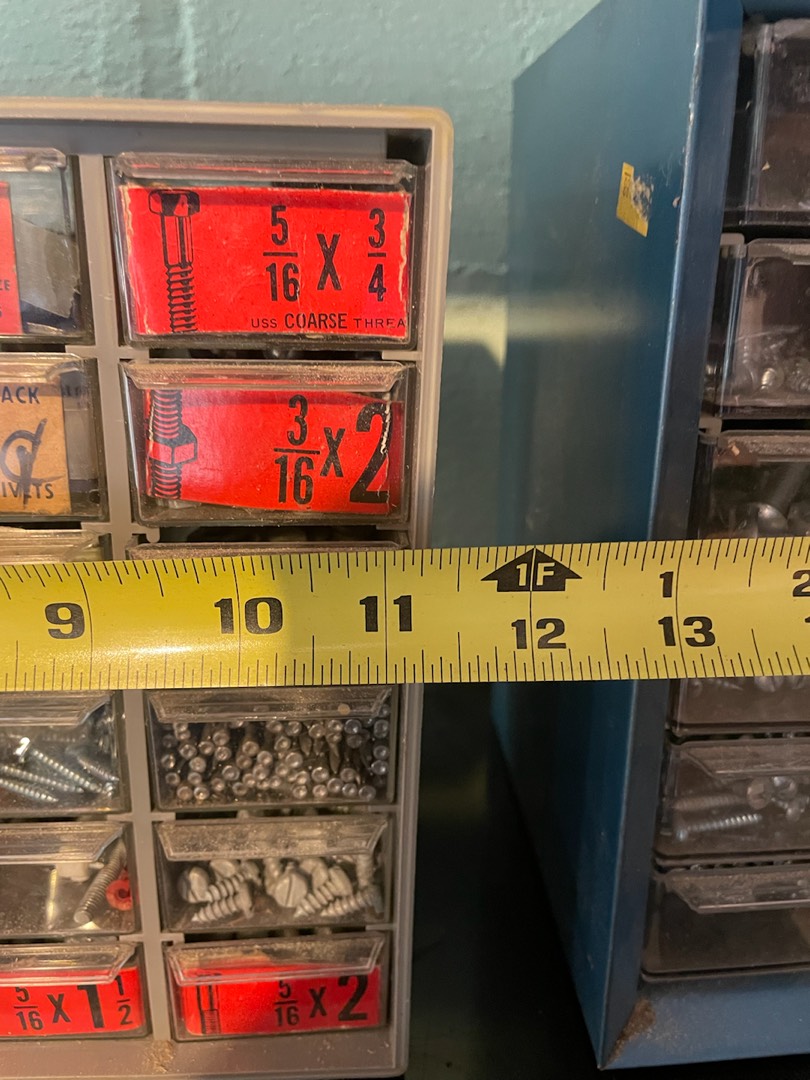 5/16 X 3/4
USS COARSE THREA
ACK
IVETS
3/16 X 2
1F 1 2
9 10 11 12 13
5/16 X 1 1/2
5/16 X 2